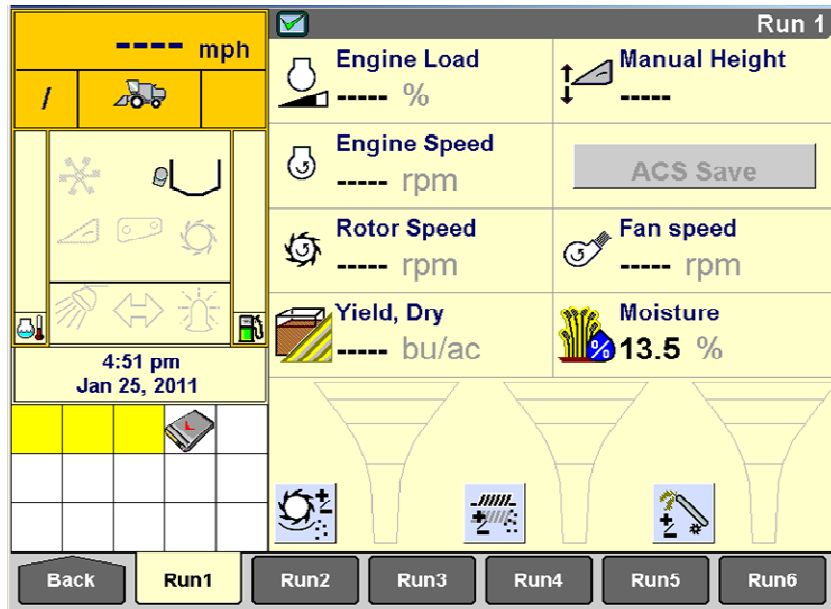 ---- mph
/
4:51 pm
Jan 25, 2011
Run 1
Engine Load
----- %
Manual Height
-----
Engine Speed
----- rpm
ACS Save
Rotor Speed
----- rpm
Fan speed
----- rpm
Yield, Dry
----- bu/ac
Moisture
%
13.5 %
Back
Run1
Run2
Run3
Run4
Run5
Run6